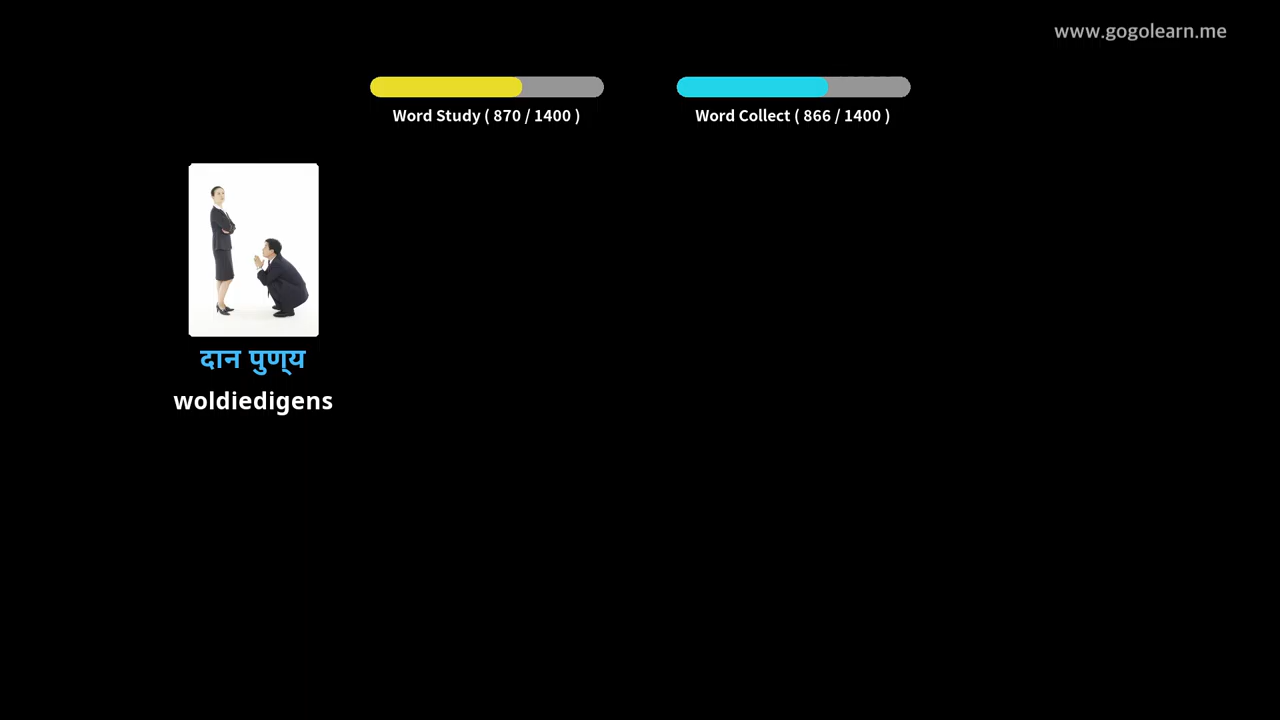 www.gogolearn.me
Word Study ( 870 / 1400 )
Word Collect ( 866 / 1400 )
दान पुण्य
woldiedigens